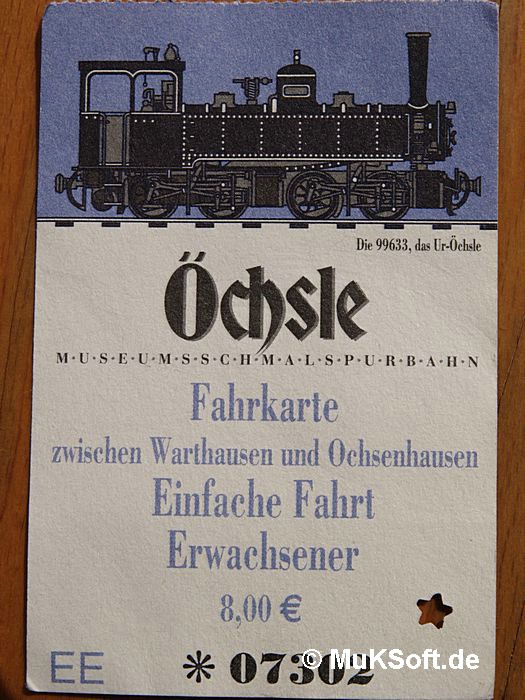 Die 99633, das Ur-Öchsle
Öchsle
M·U·S·E·U·M·S·S·C·H·M·A·L·S·P·U·R·B·A·H·N
Fahrkarte
zwischen Warthausen und Ochsenhausen
Einfache Fahrt
Erwachsener
8,00 €
EE * 07302
© MuKSoft.de